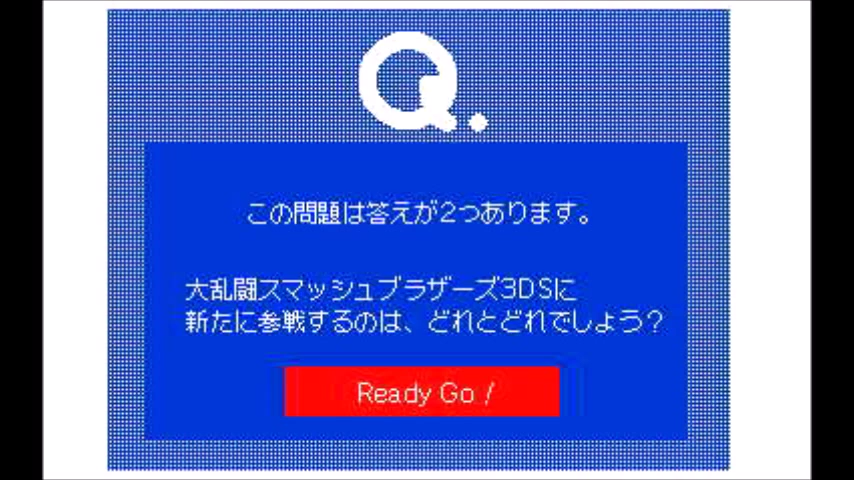 Q.
この問題は答えが2つあります。
大乱闘スマッシュブラザーズ3DSに
新たに参戦するのは、どれとどれでしょう？
Ready Go !